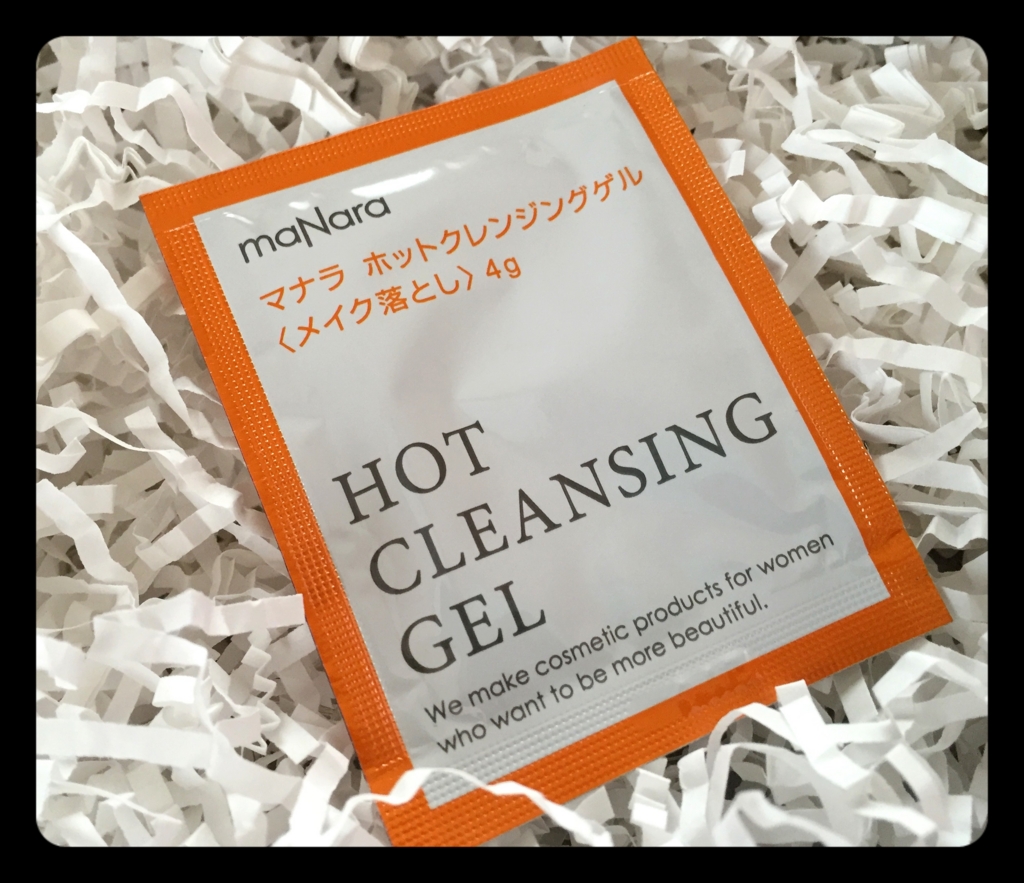 maNara
マナラ ホットクレンジングゲル
〈メイク落とし〉4g
HOT
CLEANSING
GEL
We make cosmetic products for women
who want to be more beautiful.